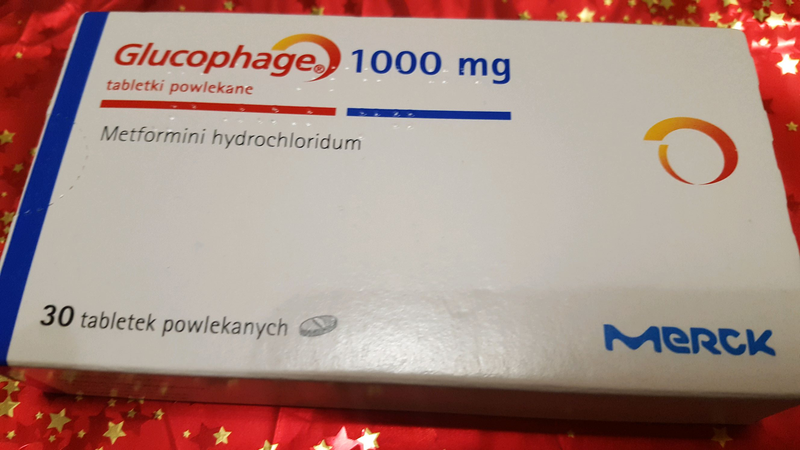 Glucophage® 1000 mg
tabletki powlekane
Metformini hydrochloridum
30 tabletek powlekanych
MERCK